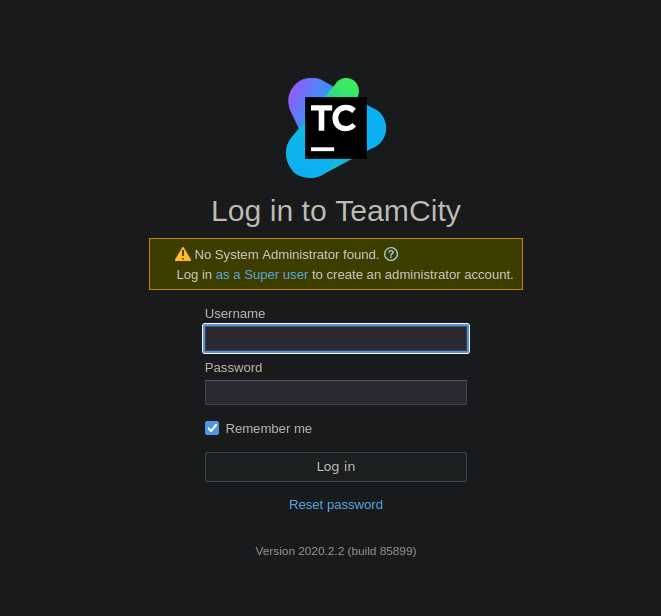 TC
Log in to TeamCity
No System Administrator found.
Log in as a Super user to create an administrator account.
Username
Password
Remember me
Log in
Reset password
Version 2020.2.2 (build 85899)